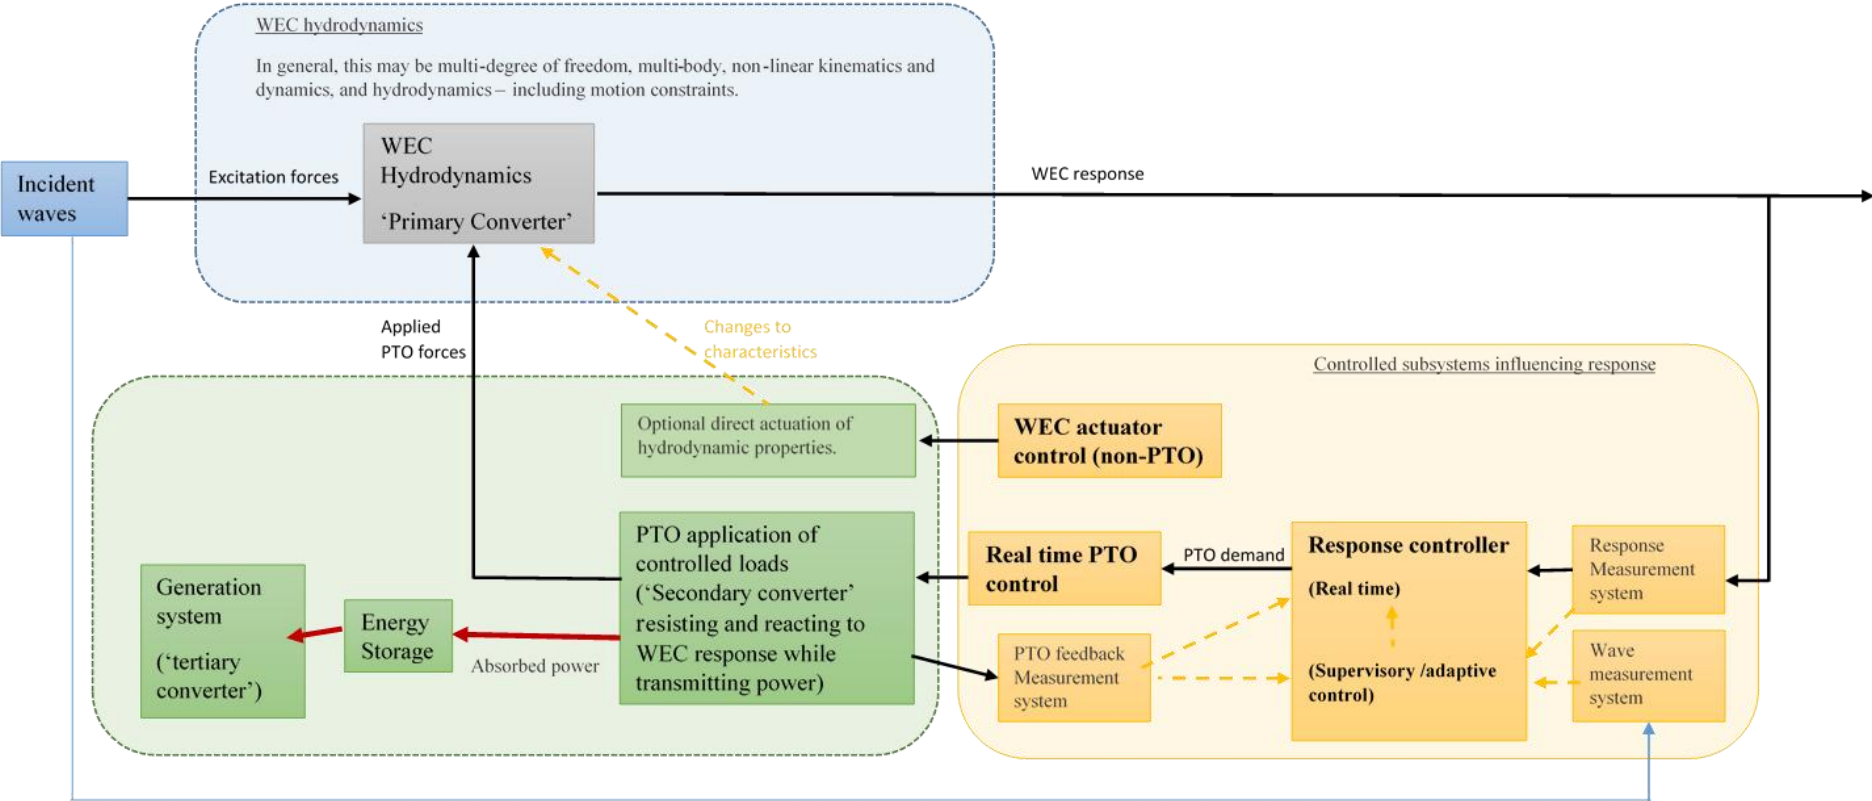 WEC hydrodynamics
In general, this may be multi-degree of freedom, multi-body, non-linear kinematics and
dynamics, and hydrodynamics – including motion constraints.
Incident
waves
Excitation forces
WEC
Hydrodynamics
‘Primary Converter’
WEC response
Applied
PTO forces
Changes to
characteristics
Controlled subsystems influencing response
Optional direct actuation of
hydrodynamic properties.
WEC actuator
control (non-PTO)
Generation
system
(‘tertiary
converter’)
Energy
Storage
Absorbed power
PTO application of
controlled loads
(‘Secondary converter’
resisting and reacting to
WEC response while
transmitting power)
Real time PTO
control
PTO demand
PTO feedback
Measurement
system
Response controller
(Real time)
(Supervisory /adaptive
control)
Response
Measurement
system
Wave
measurement
system